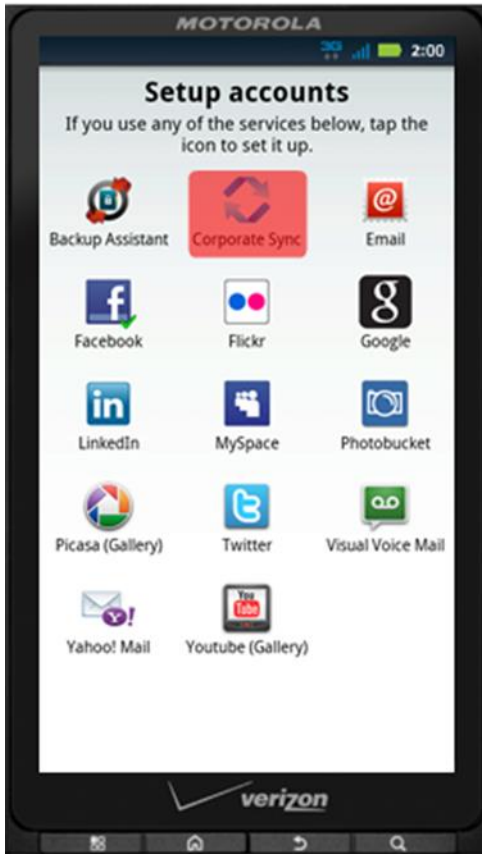 MOTOROLA
3G 2:00
Setup accounts
If you use any of the services below, tap the
icon to set it up.
Backup Assistant Corporate Sync Email
Facebook Flickr Google
LinkedIn MySpace Photobucket
Picasa (Gallery) Twitter Visual Voice Mail
You
Tube
Yahoo! Mail Youtube (Gallery)
verizon